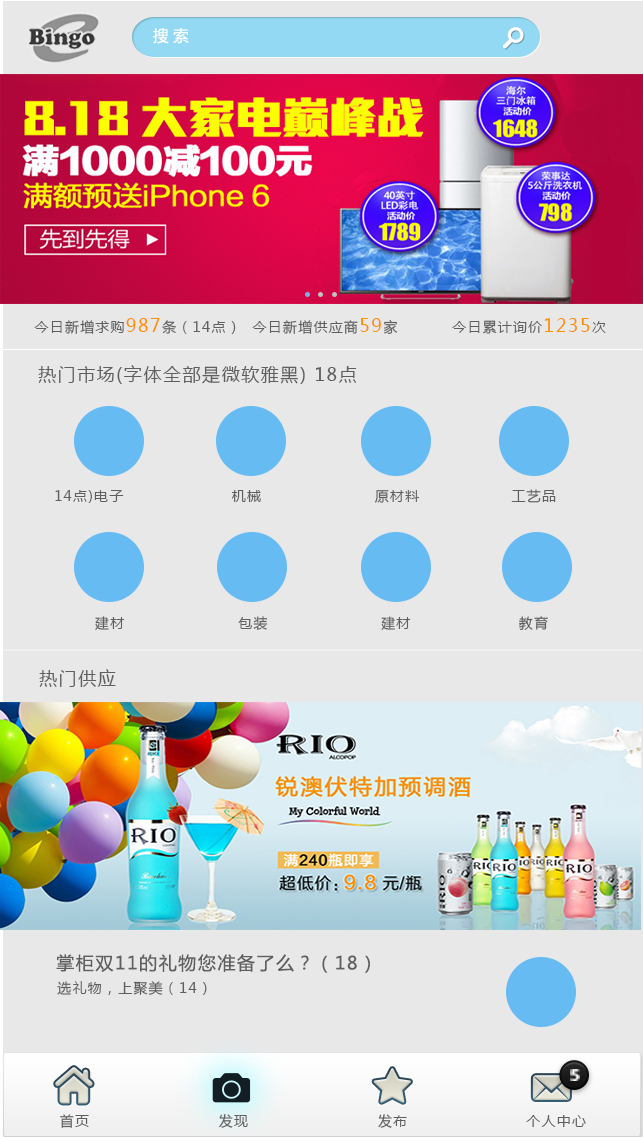 Bingo
搜索
8.18 大家电巅峰战
满1000减100元
满额预送iPhone 6
先到先得
海尔
三门冰箱
活动价
1648
荣事达
5公斤洗衣机
活动价
798
40英寸
LED彩电
活动价
1789
今日新增求购987条（14点） 今日新增供应商59家 今日累计询价1235次
热门市场(字体全部是微软雅黑) 18点
14点)电子 机械 原材料 工艺品
建材 包装 建材 教育
热门供应
RIO
ALCOPOP
锐澳伏特加预调酒
My Colorful World
满240瓶即享
超低价: 9.8 元/瓶
RIO
掌柜双11的礼物您准备了么？（18）
选礼物，上聚美（14）
5
首页 发现 发布 个人中心